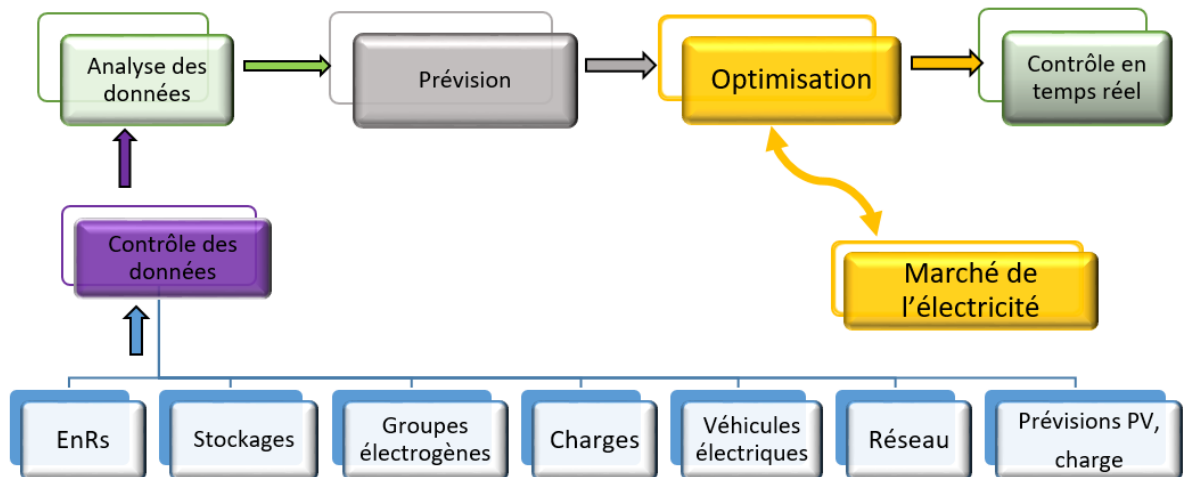 Analyse des
données
Prévision
Optimisation
Contrôle en
temps réel
Contrôle des
données
Marché de
l’électricité
EnRs
Stockages
Groupes
électrogènes
Charges
Véhicules
électriques
Réseau
Prévisions PV,
charge